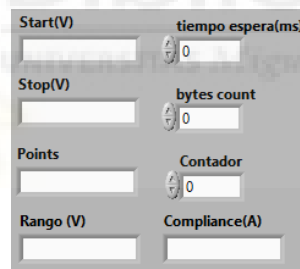 Start(V) tiempo espera(ms)
0
Stop(V)
bytes count
0
Points
Contador
0
Rango (V) Compliance(A)